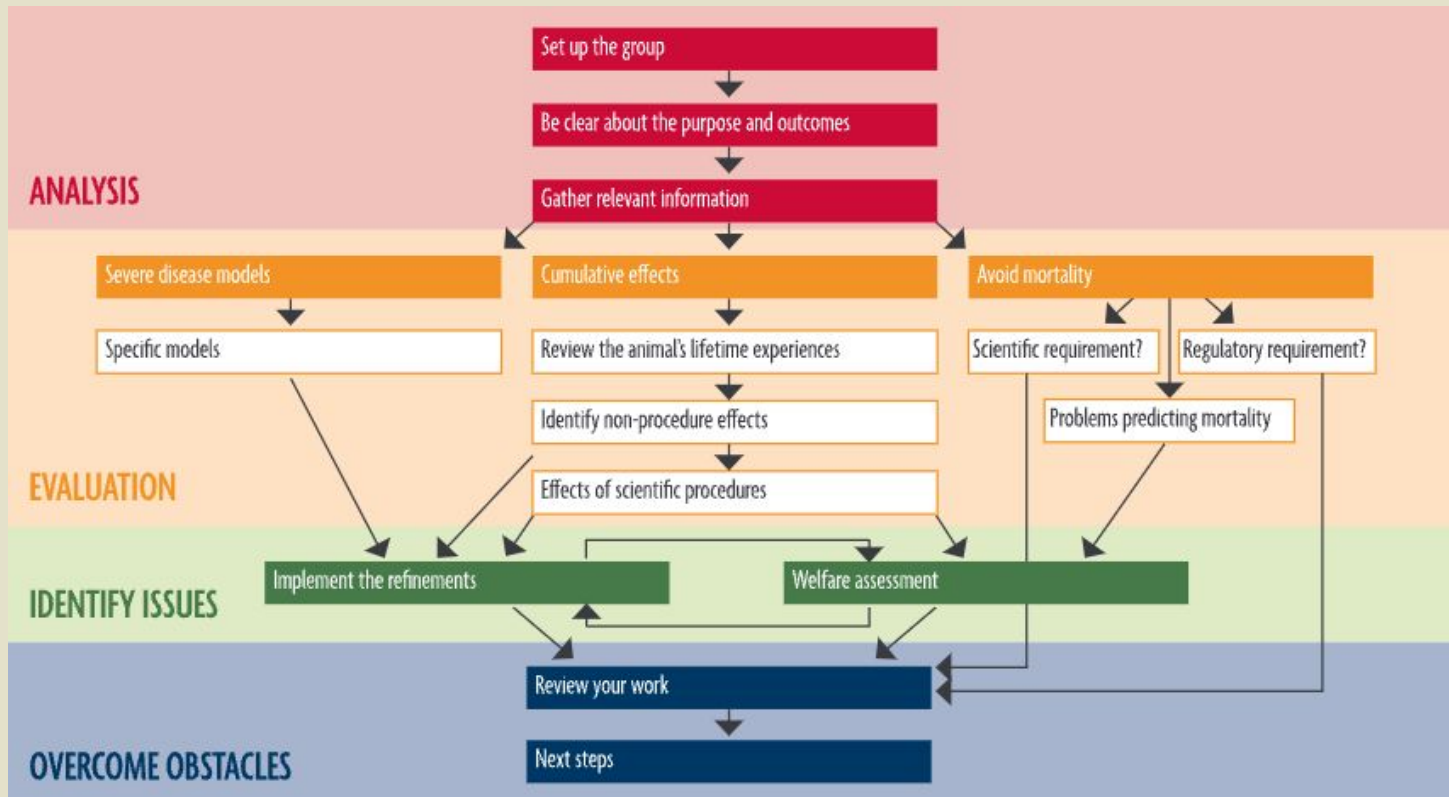 Set up the group
Be clear about the purpose and outcomes
ANALYSIS
Gather relevant information
Severe disease models
Cumulative effects
Avoid mortality
Specific models
Review the animal's lifetime experiences
Scientific requirement?
Regulatory requirement?
Identify non-procedure effects
Problems predicting mortality
EVALUATION
Effects of scientific procedures
Implement the refinements
Welfare assessment
IDENTIFY ISSUES
Review your work
OVERCOME OBSTACLES
Next steps